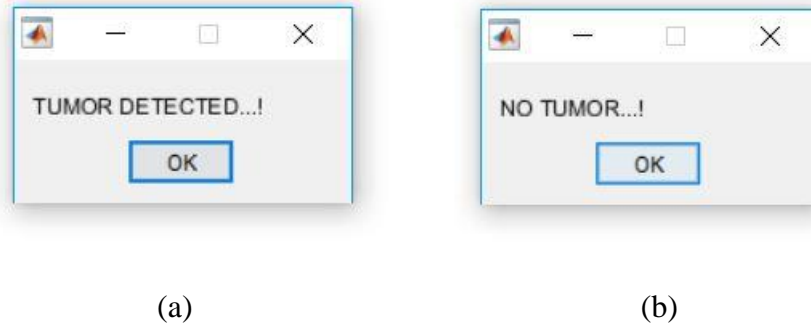 TUMOR DETECTED...!
OK
NO TUMOR...!
OK
(a)
(b)